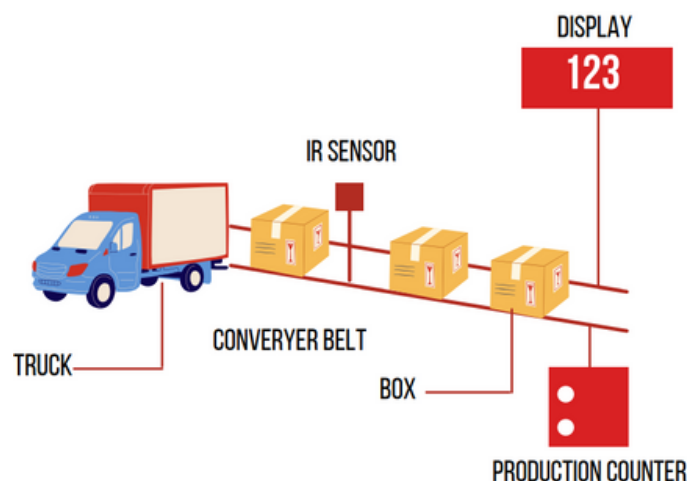 DISPLAY
123
IR SENSOR
CONVERYER BELT
TRUCK
BOX
PRODUCTION COUNTER